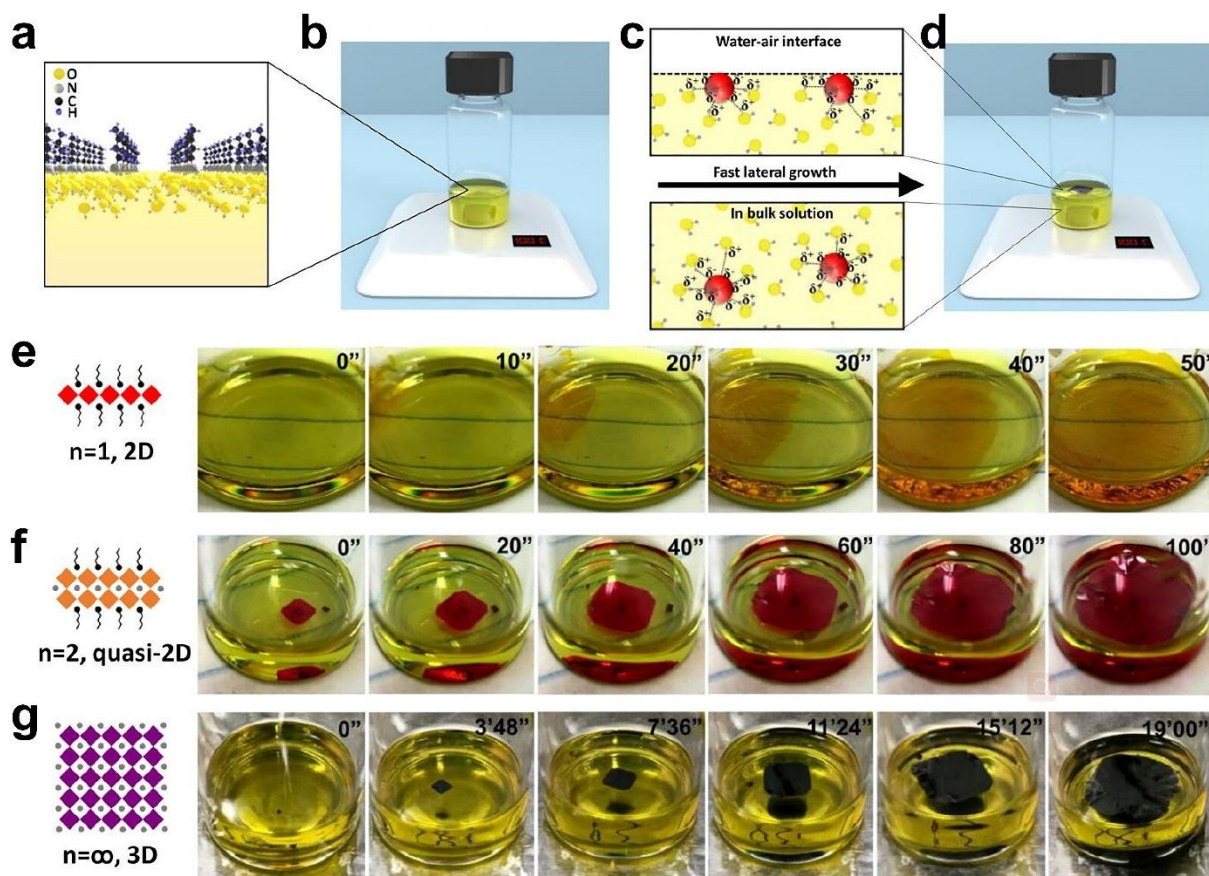 a
b
c
d
O
N
C
H
Water-air interface
δ⁺ δ⁻ δ⁺ δ⁺ δ⁻ δ⁺
δ⁻ δ⁻ δ⁻ δ⁻
δ⁺ δ⁺ δ⁺ δ⁺
Fast lateral growth
In bulk solution
δ⁺
δ⁺ δ⁻ δ⁺
δ⁺ δ⁻ δ⁻ δ⁺
δ⁺ δ⁻ δ⁻ δ⁺
δ⁺
e
0” 10” 20” 30” 40” 50”
n=1, 2D
f
0” 20” 40” 60” 80” 100”
n=2, quasi-2D
g
0” 3’48” 7’36” 11’24” 15’12” 19’00”
n=∞, 3D